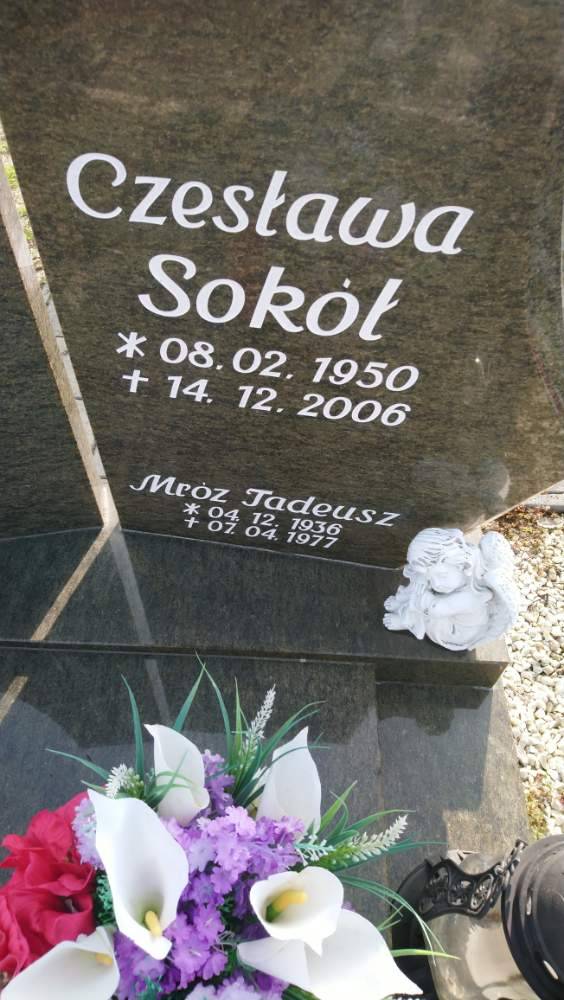 Czesława
Sokół
* 08. 02. 1950
† 14. 12. 2006
Mróz Tadeusz
* 04. 12. 1936
† 07. 04. 1977